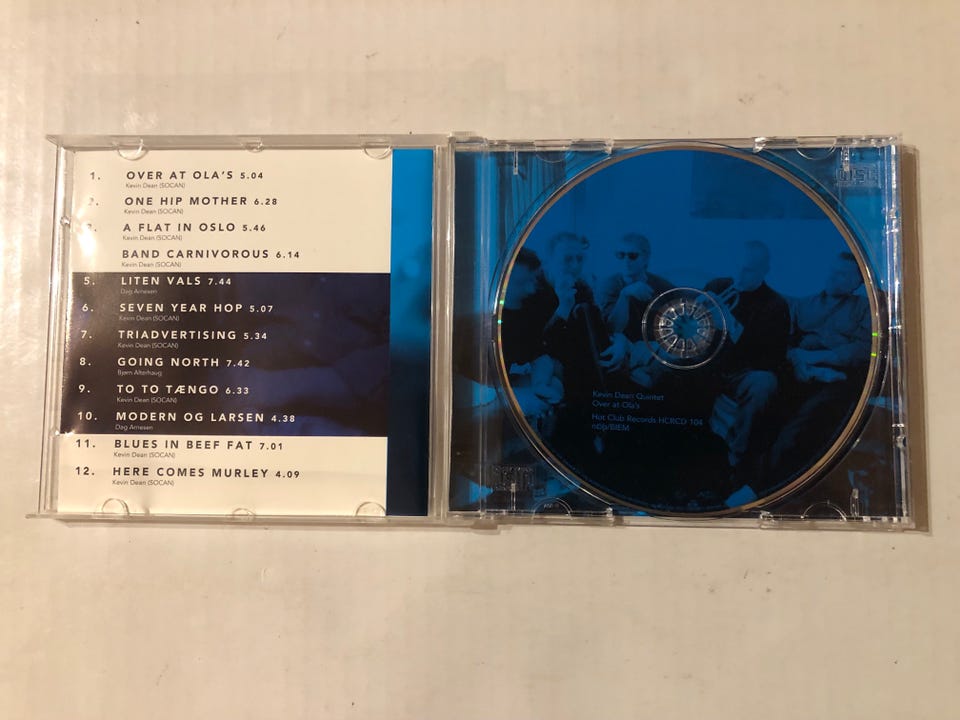 1. OVER AT OLA'S 5.04
Kevin Dean (SOCAN)
2. ONE HIP MOTHER 6.28
Kevin Dean (SOCAN)
A FLAT IN OSLO 5.46
Kevin Dean (SOCAN)
BAND CARNIVOROUS 6.14
Kevin Dean (SOCAN)
5. LITEN VALS 7.44
Dag Arnesen
6. SEVEN YEAR HOP 5.07
Kevin Dean (SOCAN)
7. TRIADVERTISING 5.34
Kevin Dean (SOCAN)
8. GOING NORTH 7.42
Bjørn Alterhaug
9. TO TO TÆNGO 6.33
Kevin Dean (SOCAN)
10. MODERN OG LARSEN 4.38
Dag Arnesen
11. BLUES IN BEEF FAT 7.01
Kevin Dean (SOCAN)
12. HERE COMES MURLEY 4.09
Kevin Dean (SOCAN)
Kevin Dean Quintet
Over at Ola's
Hot Club Records HCRCD 104
ncb/BIEM
disc